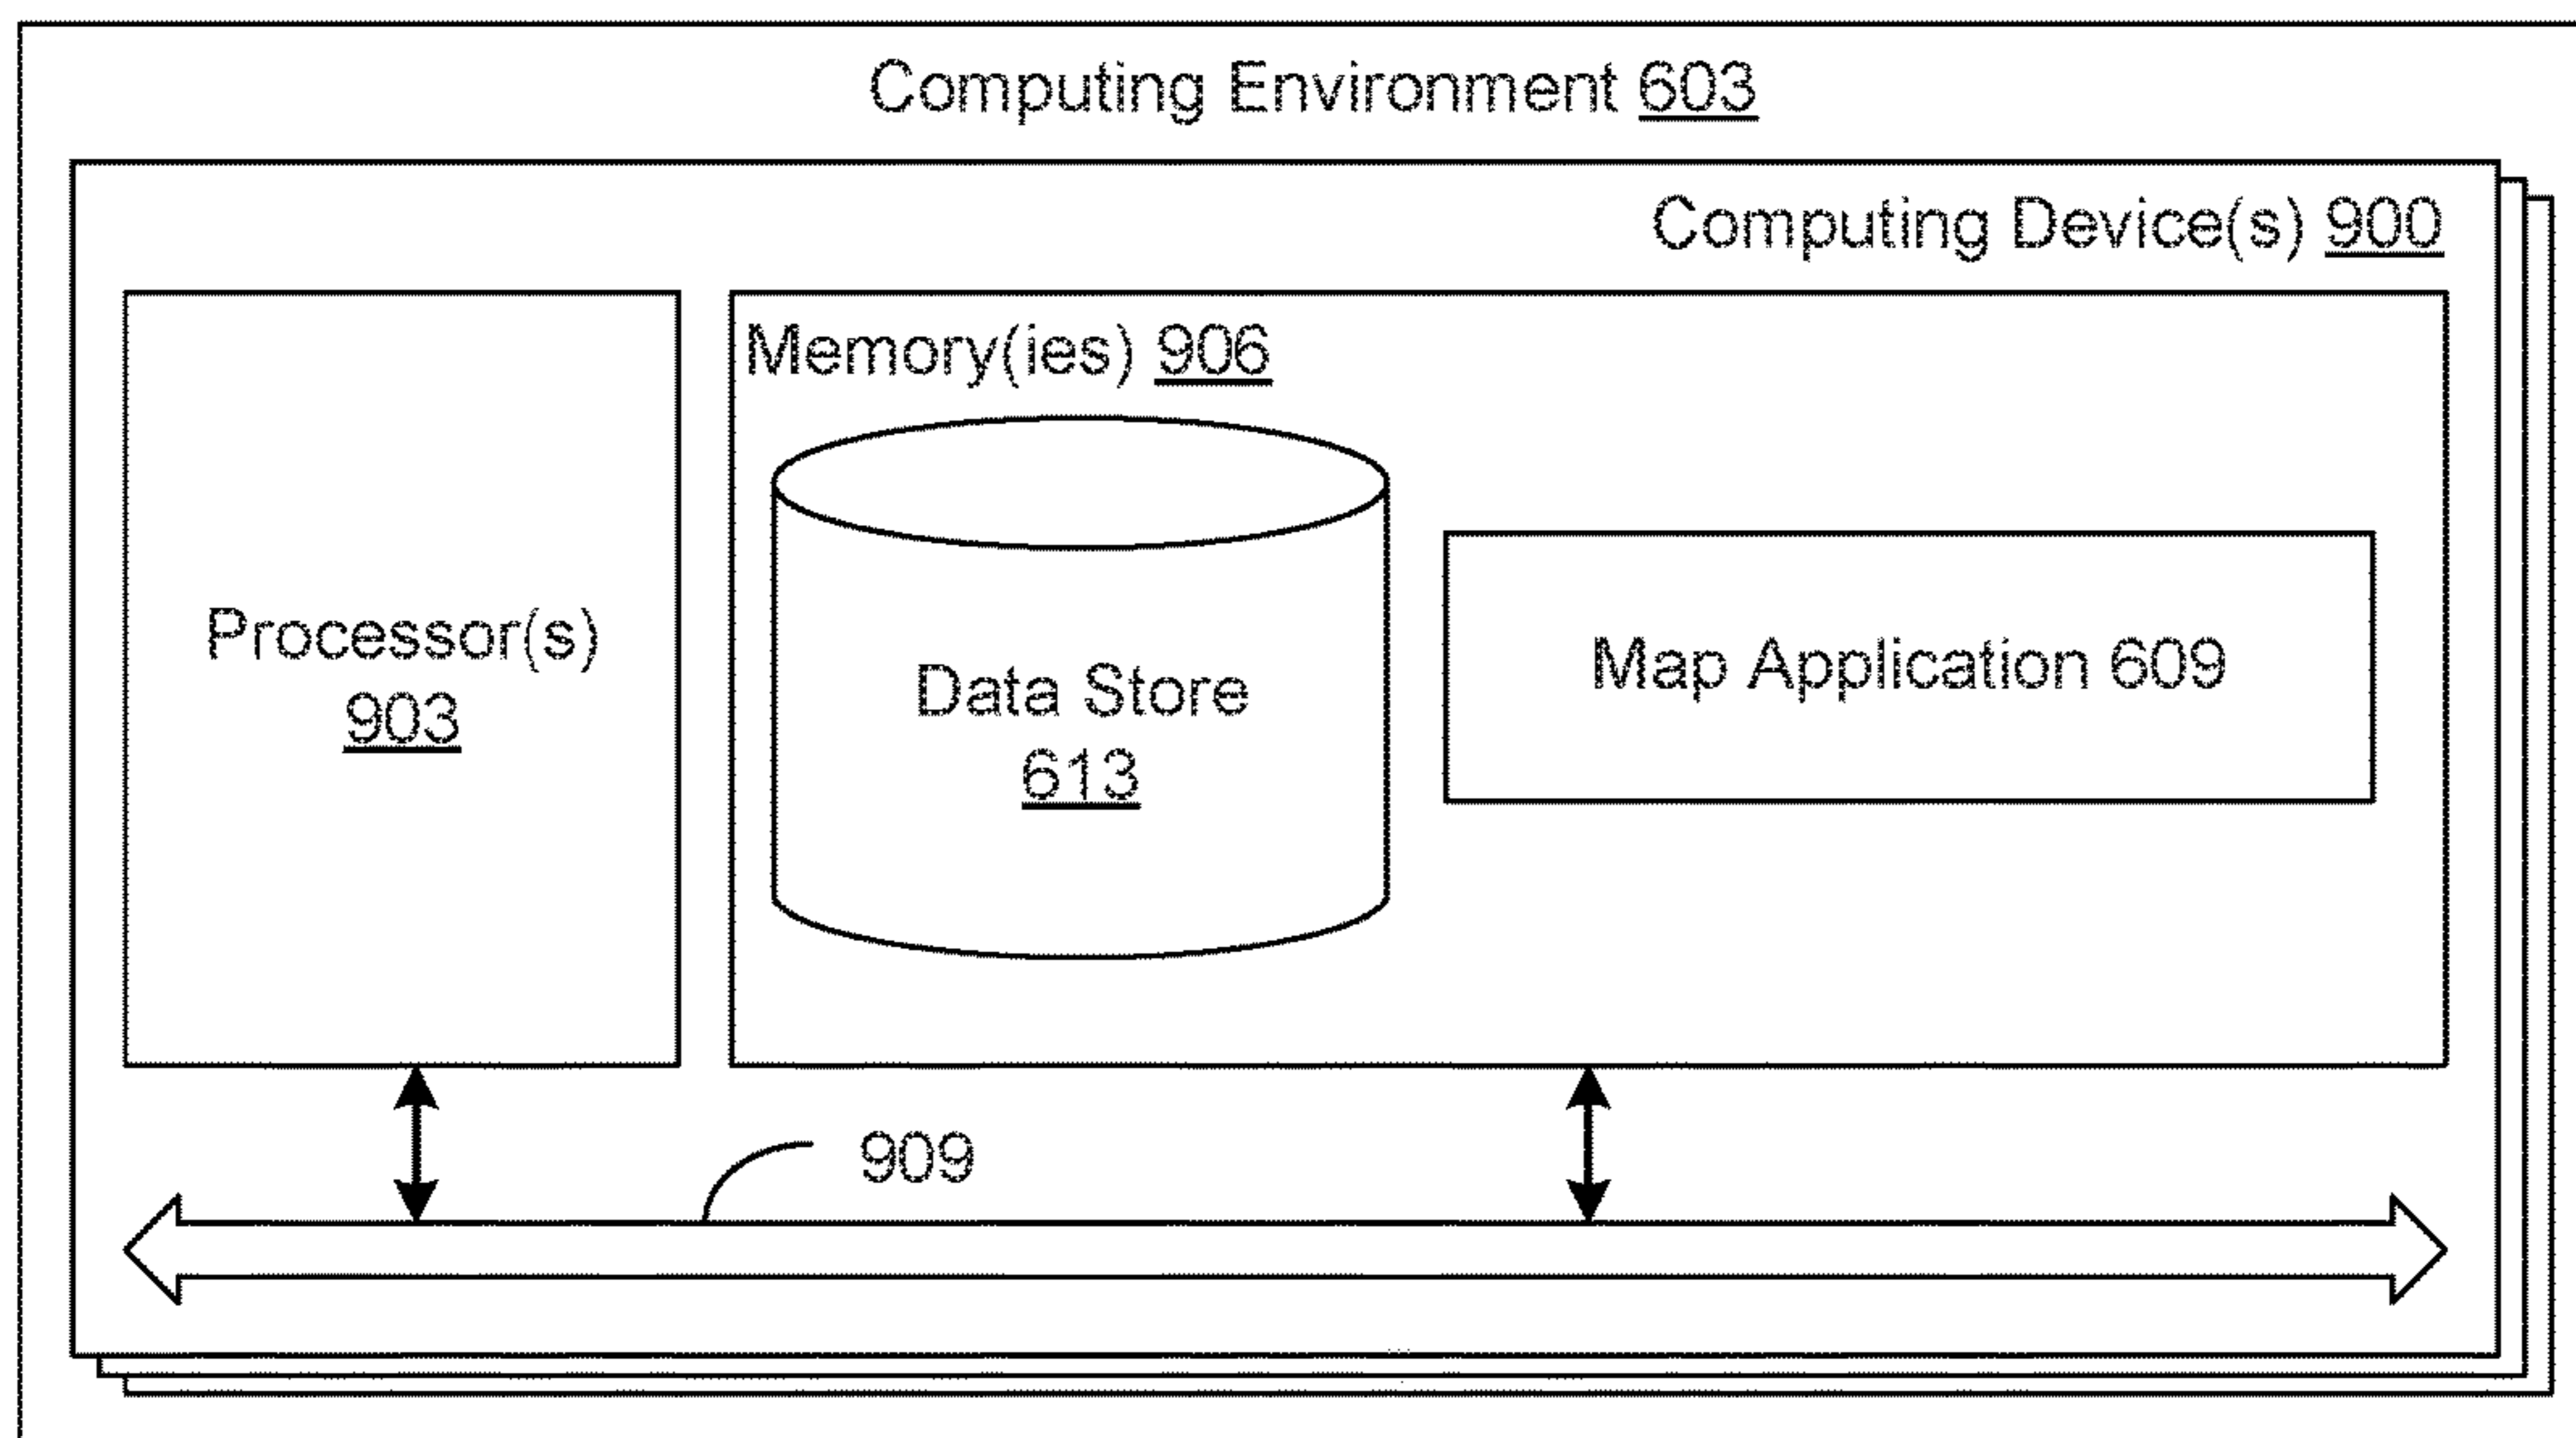 Computing Environment 603
Computing Device(s) 900
Memory(ies) 906
Processor(s)
903
Data Store
613
Map Application 609
909